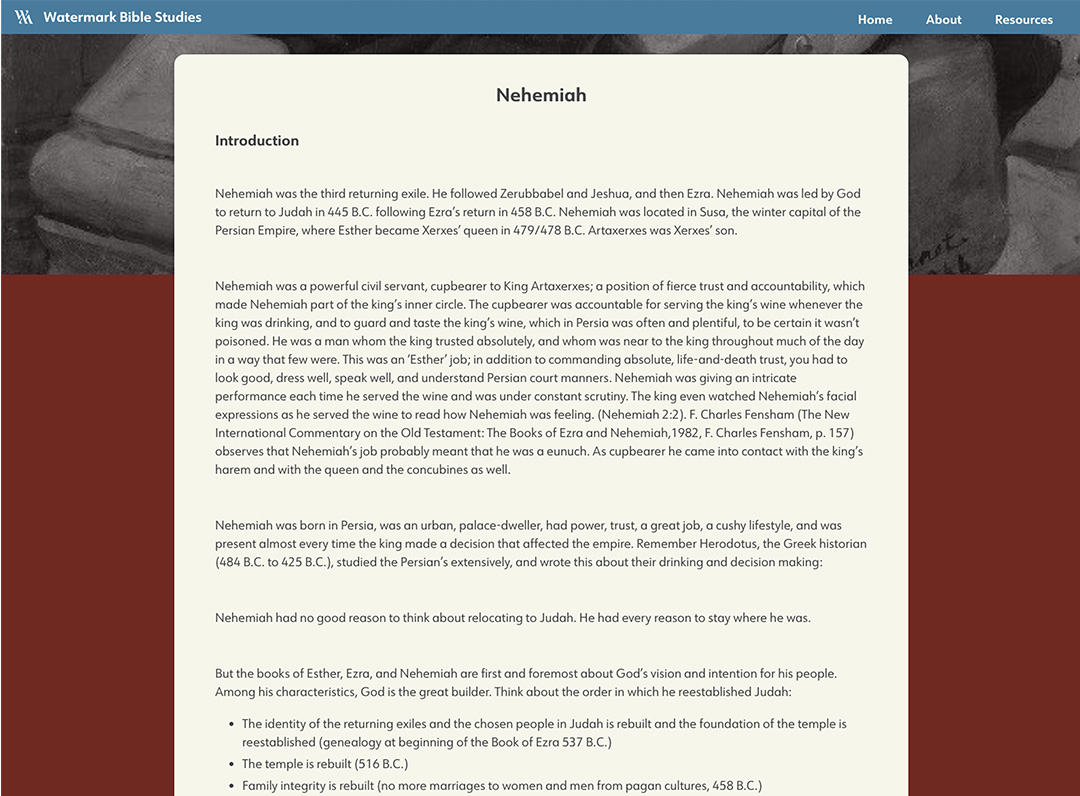 Watermark Bible Studies
Home About Resources
Nehemiah
Introduction
Nehemiah was the third returning exile. He followed Zerubbabel and Jeshua, and then Ezra. Nehemiah was led by God
to return to Judah in 445 B.C. following Ezra's return in 458 B.C. Nehemiah was located in Susa, the winter capital of the
Persian Empire, where Esther became Xerxes' queen in 479/478 B.C. Artaxerxes was Xerxes' son.
Nehemiah was a powerful civil servant, cupbearer to King Artaxerxes; a position of fierce trust and accountability, which
made Nehemiah part of the king's inner circle. The cupbearer was accountable for serving the king's wine whenever the
king was drinking, and to guard and taste the king's wine, which in Persia was often and plentiful, to be certain it wasn't
poisoned. He was a man whom the king trusted absolutely, and whom was near to the king throughout much of the day
in a way that few were. This was an 'Esther' job; in addition to commanding absolute, life-and-death trust, you had to
look good, dress well, speak well, and understand Persian court manners. Nehemiah was giving an intricate
performance each time he served the wine and was under constant scrutiny. The king even watched Nehemiah's facial
expressions as he served the wine to read how Nehemiah was feeling. (Nehemiah 2:2). F. Charles Fensham (The New
International Commentary on the Old Testament: The Books of Ezra and Nehemiah,1982, F. Charles Fensham, p. 157)
observes that Nehemiah's job probably meant that he was a eunuch. As cupbearer he came into contact with the king's
harem and with the queen and the concubines as well.
Nehemiah was born in Persia, was an urban, palace-dweller, had power, trust, a great job, a cushy lifestyle, and was
present almost every time the king made a decision that affected the empire. Remember Herodotus, the Greek historian
(484 B.C. to 425 B.C.), studied the Persian's extensively, and wrote this about their drinking and decision making:
Nehemiah had no good reason to think about relocating to Judah. He had every reason to stay where he was.
But the books of Esther, Ezra, and Nehemiah are first and foremost about God's vision and intention for his people.
Among his characteristics, God is the great builder. Think about the order in which he reestablished Judah:
• The identity of the returning exiles and the chosen people in Judah is rebuilt and the foundation of the temple is
reestablished (genealogy at beginning of the Book of Ezra 537 B.C.)
• The temple is rebuilt (516 B.C.)
• Family integrity is rebuilt (no more marriages to women and men from pagan cultures, 458 B.C.)